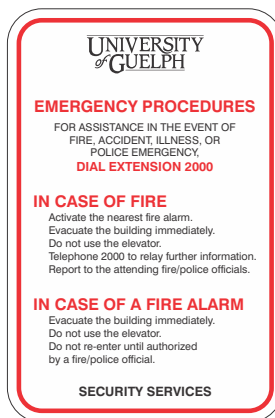 UNIVERSITY
of GUELPH
EMERGENCY PROCEDURES
FOR ASSISTANCE IN THE EVENT OF
FIRE, ACCIDENT, ILLNESS, OR
POLICE EMERGENCY,
DIAL EXTENSION 2000
IN CASE OF FIRE
Activate the nearest fire alarm.
Evacuate the building immediately.
Do not use the elevator.
Telephone 2000 to relay further information.
Report to the attending fire/police officials.
IN CASE OF A FIRE ALARM
Evacuate the building immediately.
Do not use the elevator.
Do not re-enter until authorized
by a fire/police official.
SECURITY SERVICES